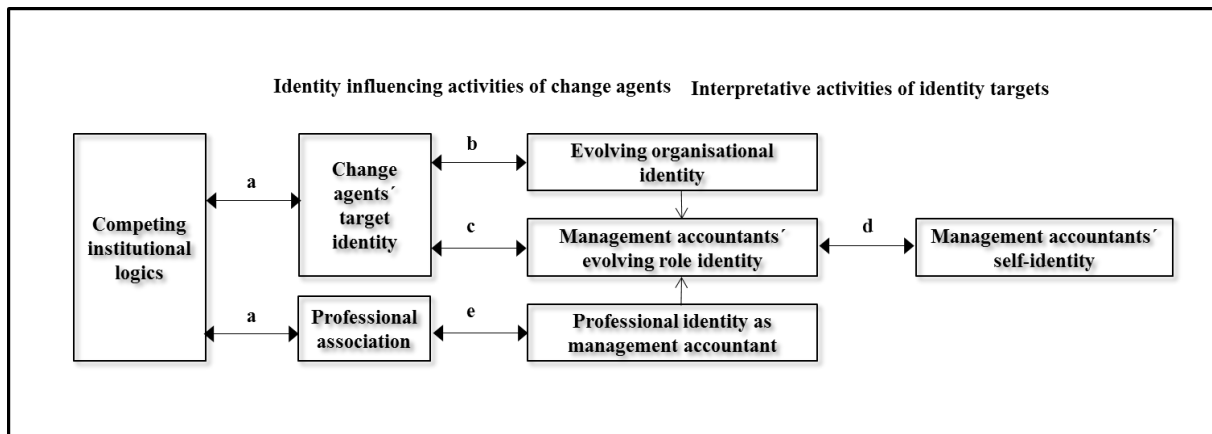 Identity influencing activities of change agents Interpretative activities of identity targets
Competing
institutional
logics
a
a
Change
agents´
target
identity
Professional
association
b
c
e
Evolving organisational
identity
Management accountants´
evolving role identity
Professional identity as
management accountant
d
Management accountants´
self-identity